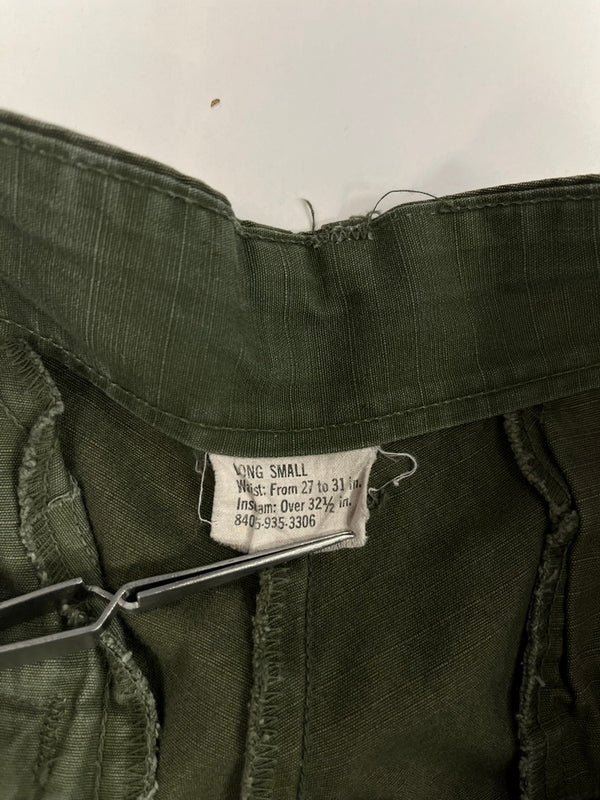 LONG SMALL
Waist: From 27 to 31 in.
Inseam: Over 32½ in.
8405-935-3306